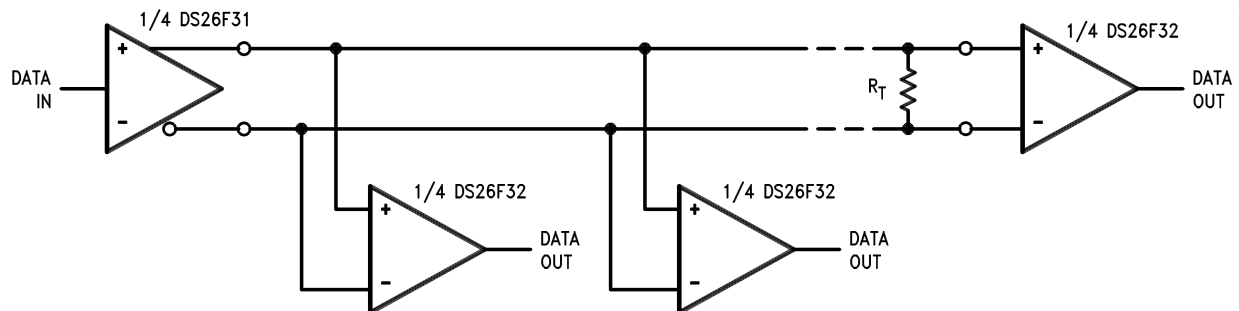 1/4 DS26F31
1/4 DS26F32
+
+
DATA
IN
R_T
DATA
OUT
-
-
1/4 DS26F32
1/4 DS26F32
+
+
DATA
OUT
DATA
OUT
-
-